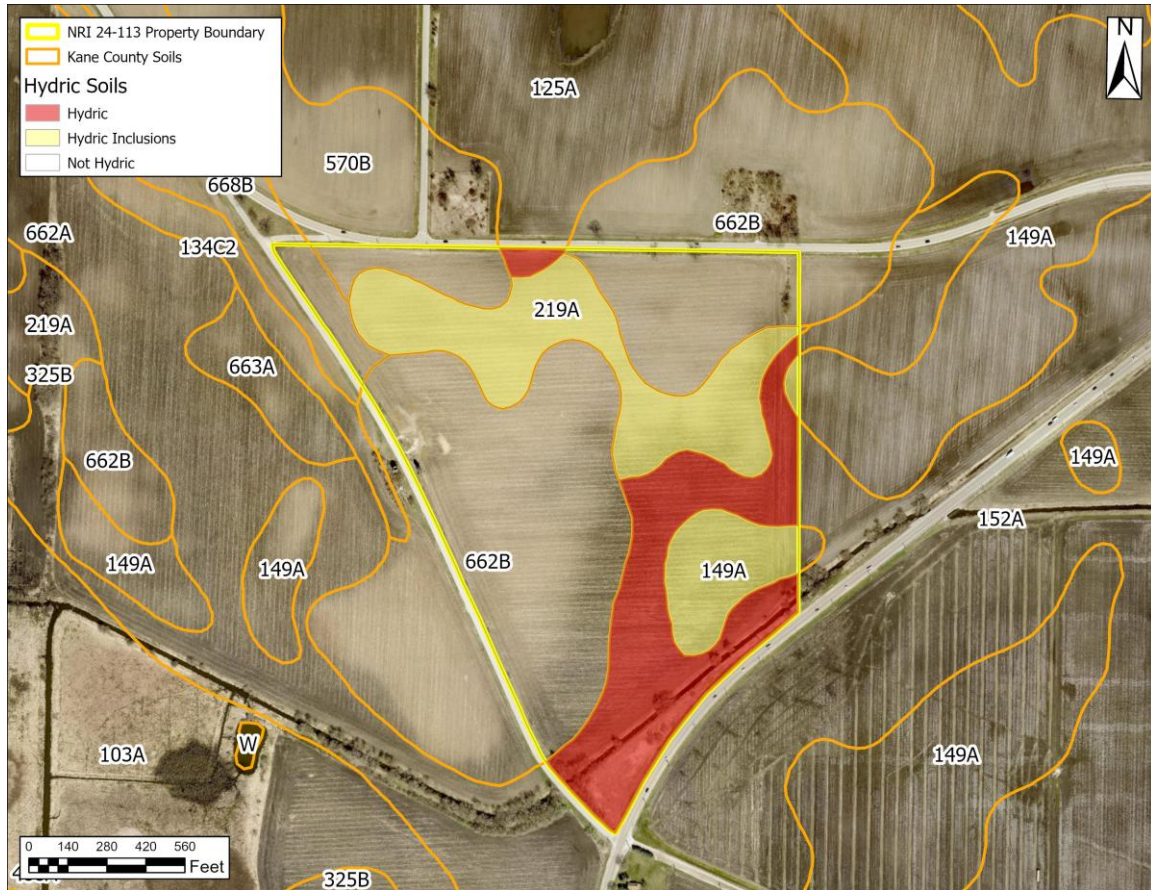 NRI 24-113 Property Boundary
Kane County Soils
Hydric Soils
Hydric
Hydric Inclusions
Not Hydric
N
125A
570B
668B
662B
662A
134C2
149A
219A
219A
663A
325B
662B
149A
152A
149A
149A
662B
149A
103A
W
149A
0 140 280 420 560
Feet
325B